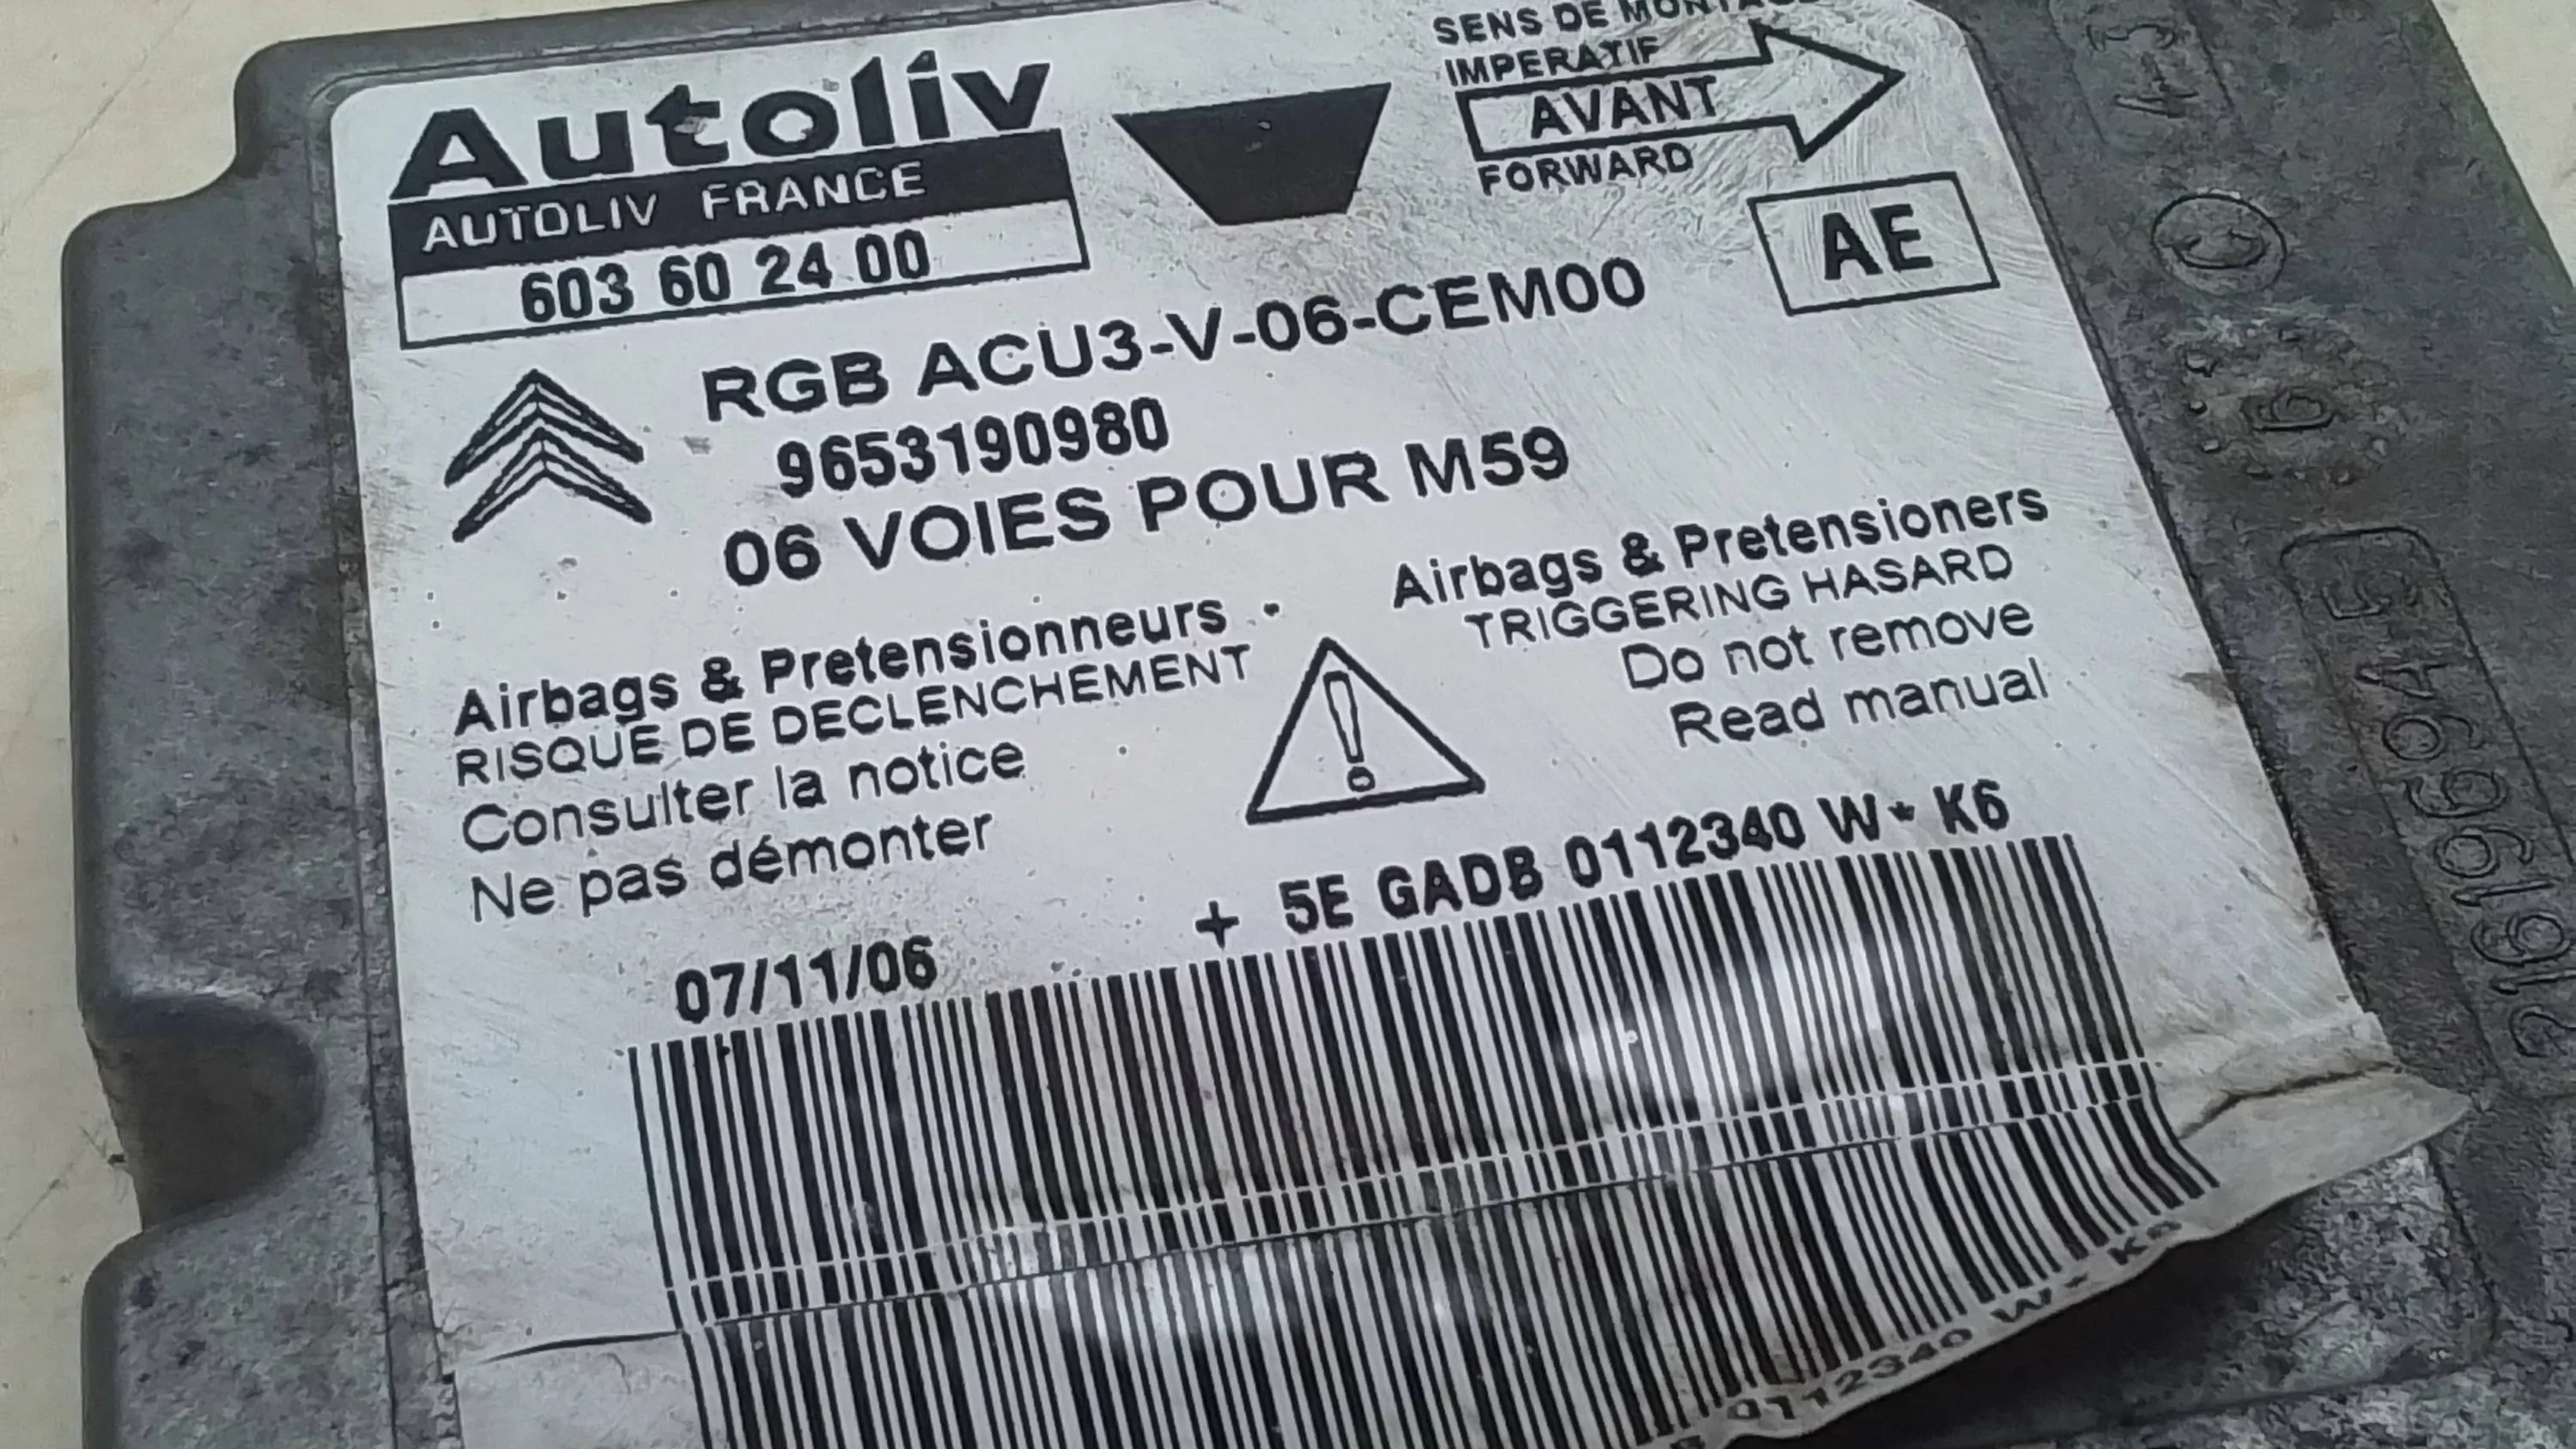 Autoliv
AUTOLIV FRANCE
603 60 24 00
SENS DE MONTAGE
IMPERATIF
AVANT
FORWARD
AE
RGB ACU3-V-06-CEM00
9653190980
06 VOIES POUR M59
Airbags & Pretensionneurs
RISQUE DE DECLENCHEMENT
Consulter la notice
Ne pas démonter
Airbags & Pretensioners
TRIGGERING HASARD
Do not remove
Read manual
07/11/06
+ 5E GADB 0112340 W* K6
0112340 W* K6